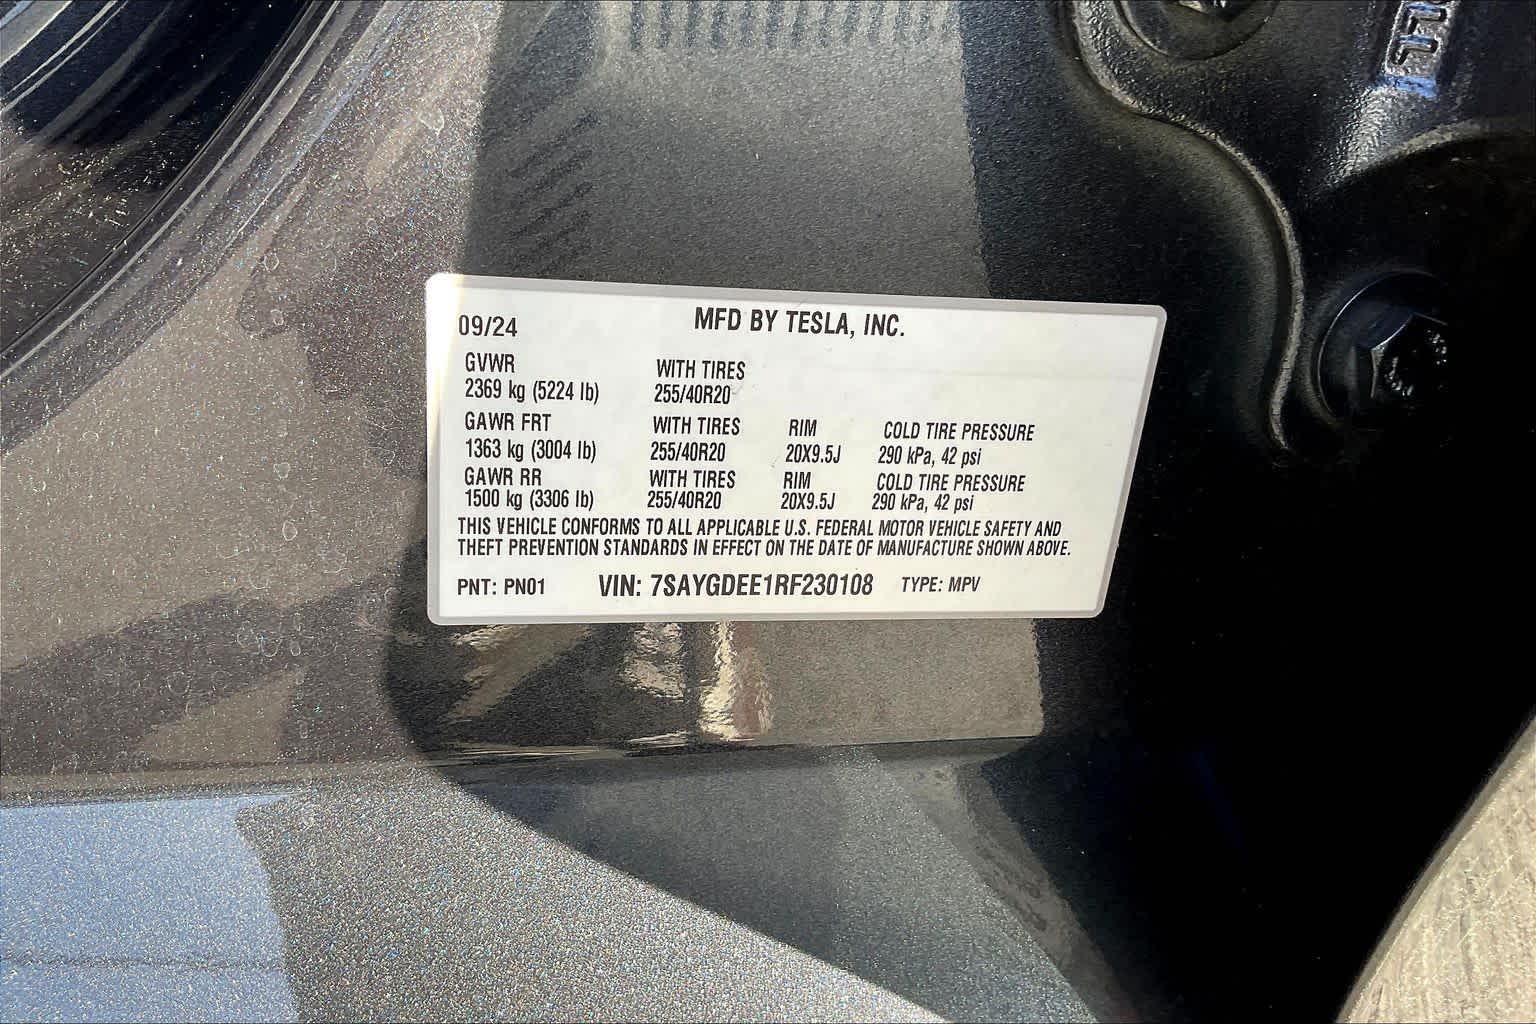 09/24 MFD BY TESLA, INC.
GVWR WITH TIRES
2369 kg (5224 lb) 255/40R20
GAWR FRT WITH TIRES RIM COLD TIRE PRESSURE
1363 kg (3004 lb) 255/40R20 20X9.5J 290 kPa, 42 psi
GAWR RR WITH TIRES RIM COLD TIRE PRESSURE
1500 kg (3306 lb) 255/40R20 20X9.5J 290 kPa, 42 psi
THIS VEHICLE CONFORMS TO ALL APPLICABLE U.S. FEDERAL MOTOR VEHICLE SAFETY AND
THEFT PREVENTION STANDARDS IN EFFECT ON THE DATE OF MANUFACTURE SHOWN ABOVE.
PNT: PN01 VIN: 7SAYGDEE1RF230108 TYPE: MPV